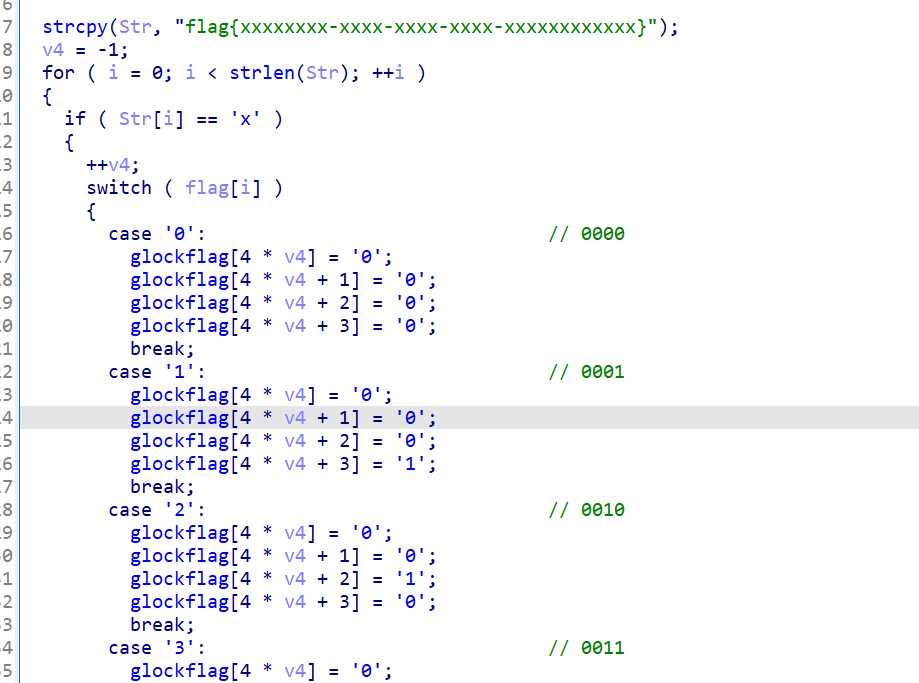 6
7 strcpy(Str, "flag{xxxxxxxx-xxxx-xxxx-xxxx-xxxxxxxxxxxx}");
8 v4 = -1;
9 for ( i = 0; i < strlen(Str); ++i )
0 {
1 if ( Str[i] == 'x' )
2 {
3 ++v4;
4 switch ( flag[i] )
5 {
6 case '0': // 0000
7 glockflag[4 * v4] = '0';
8 glockflag[4 * v4 + 1] = '0';
9 glockflag[4 * v4 + 2] = '0';
0 glockflag[4 * v4 + 3] = '0';
1 break;
2 case '1': // 0001
3 glockflag[4 * v4] = '0';
4 glockflag[4 * v4 + 1] = '0';
5 glockflag[4 * v4 + 2] = '0';
6 glockflag[4 * v4 + 3] = '1';
7 break;
8 case '2': // 0010
9 glockflag[4 * v4] = '0';
0 glockflag[4 * v4 + 1] = '0';
1 glockflag[4 * v4 + 2] = '1';
2 glockflag[4 * v4 + 3] = '0';
3 break;
4 case '3': // 0011
5 glockflag[4 * v4] = '0';